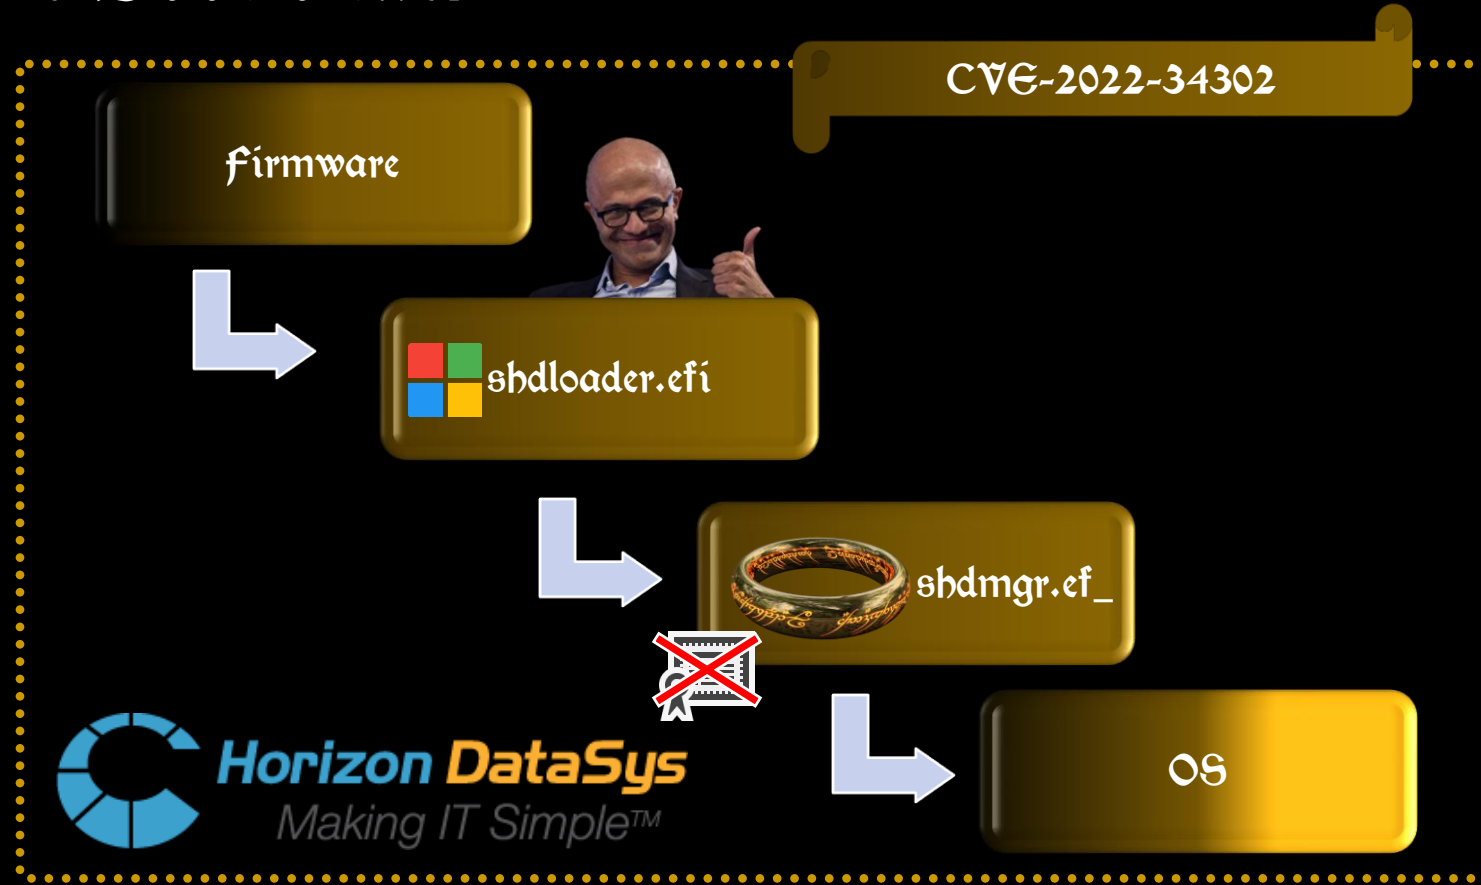 CVE-2022-34302
Firmware
shdloader.efi
shdmgr.ef_
OS
Horizon DataSys
Making IT Simple™